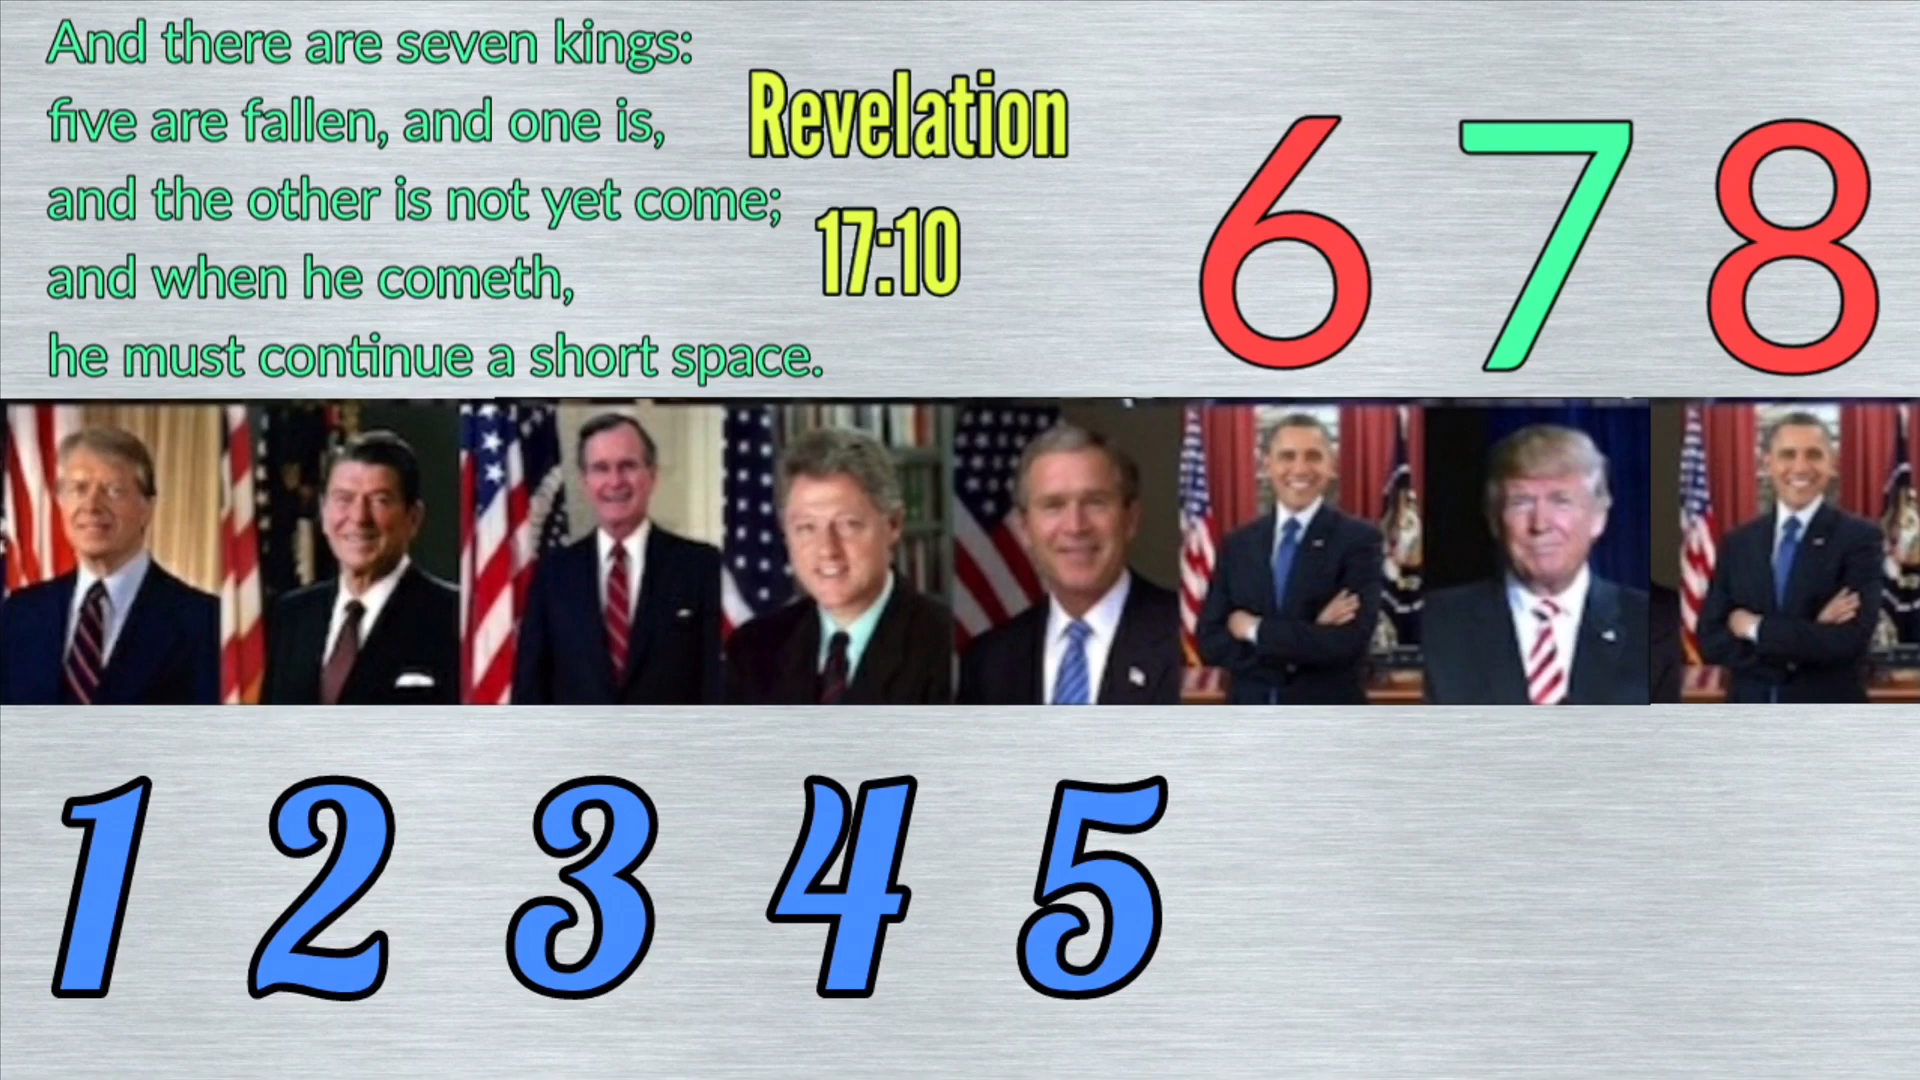 And there are seven kings:
five are fallen, and one is,
and the other is not yet come;
and when he cometh,
he must continue a short space.
Revelation
17:10
6 7 8
1 2 3 4 5